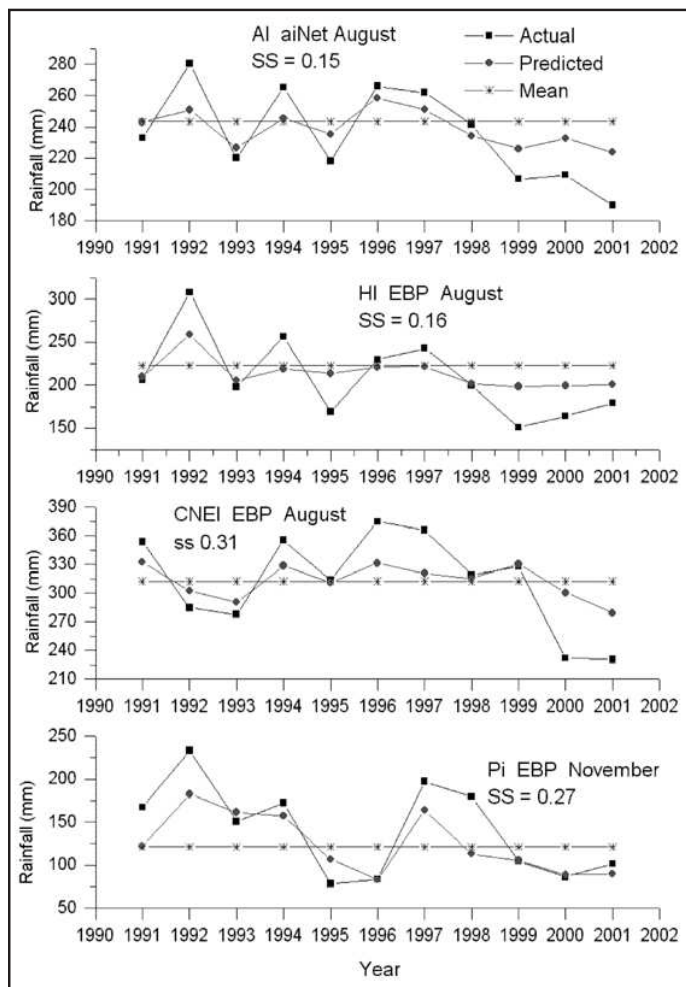 AI aiNet August
SS = 0.15
Actual
Predicted
Mean
Rainfall (mm)
280
260
240
220
200
180
1990 1991 1992 1993 1994 1995 1996 1997 1998 1999 2000 2001 2002
HI EBP August
SS = 0.16
Rainfall (mm)
300
250
200
150
1990 1991 1992 1993 1994 1995 1996 1997 1998 1999 2000 2001 2002
CNEI EBP August
ss 0.31
Rainfall (mm)
390
360
330
300
270
240
210
1990 1991 1992 1993 1994 1995 1996 1997 1998 1999 2000 2001 2002
Pi EBP November
SS = 0.27
Rainfall (mm)
250
200
150
100
50
1990 1991 1992 1993 1994 1995 1996 1997 1998 1999 2000 2001 2002
Year